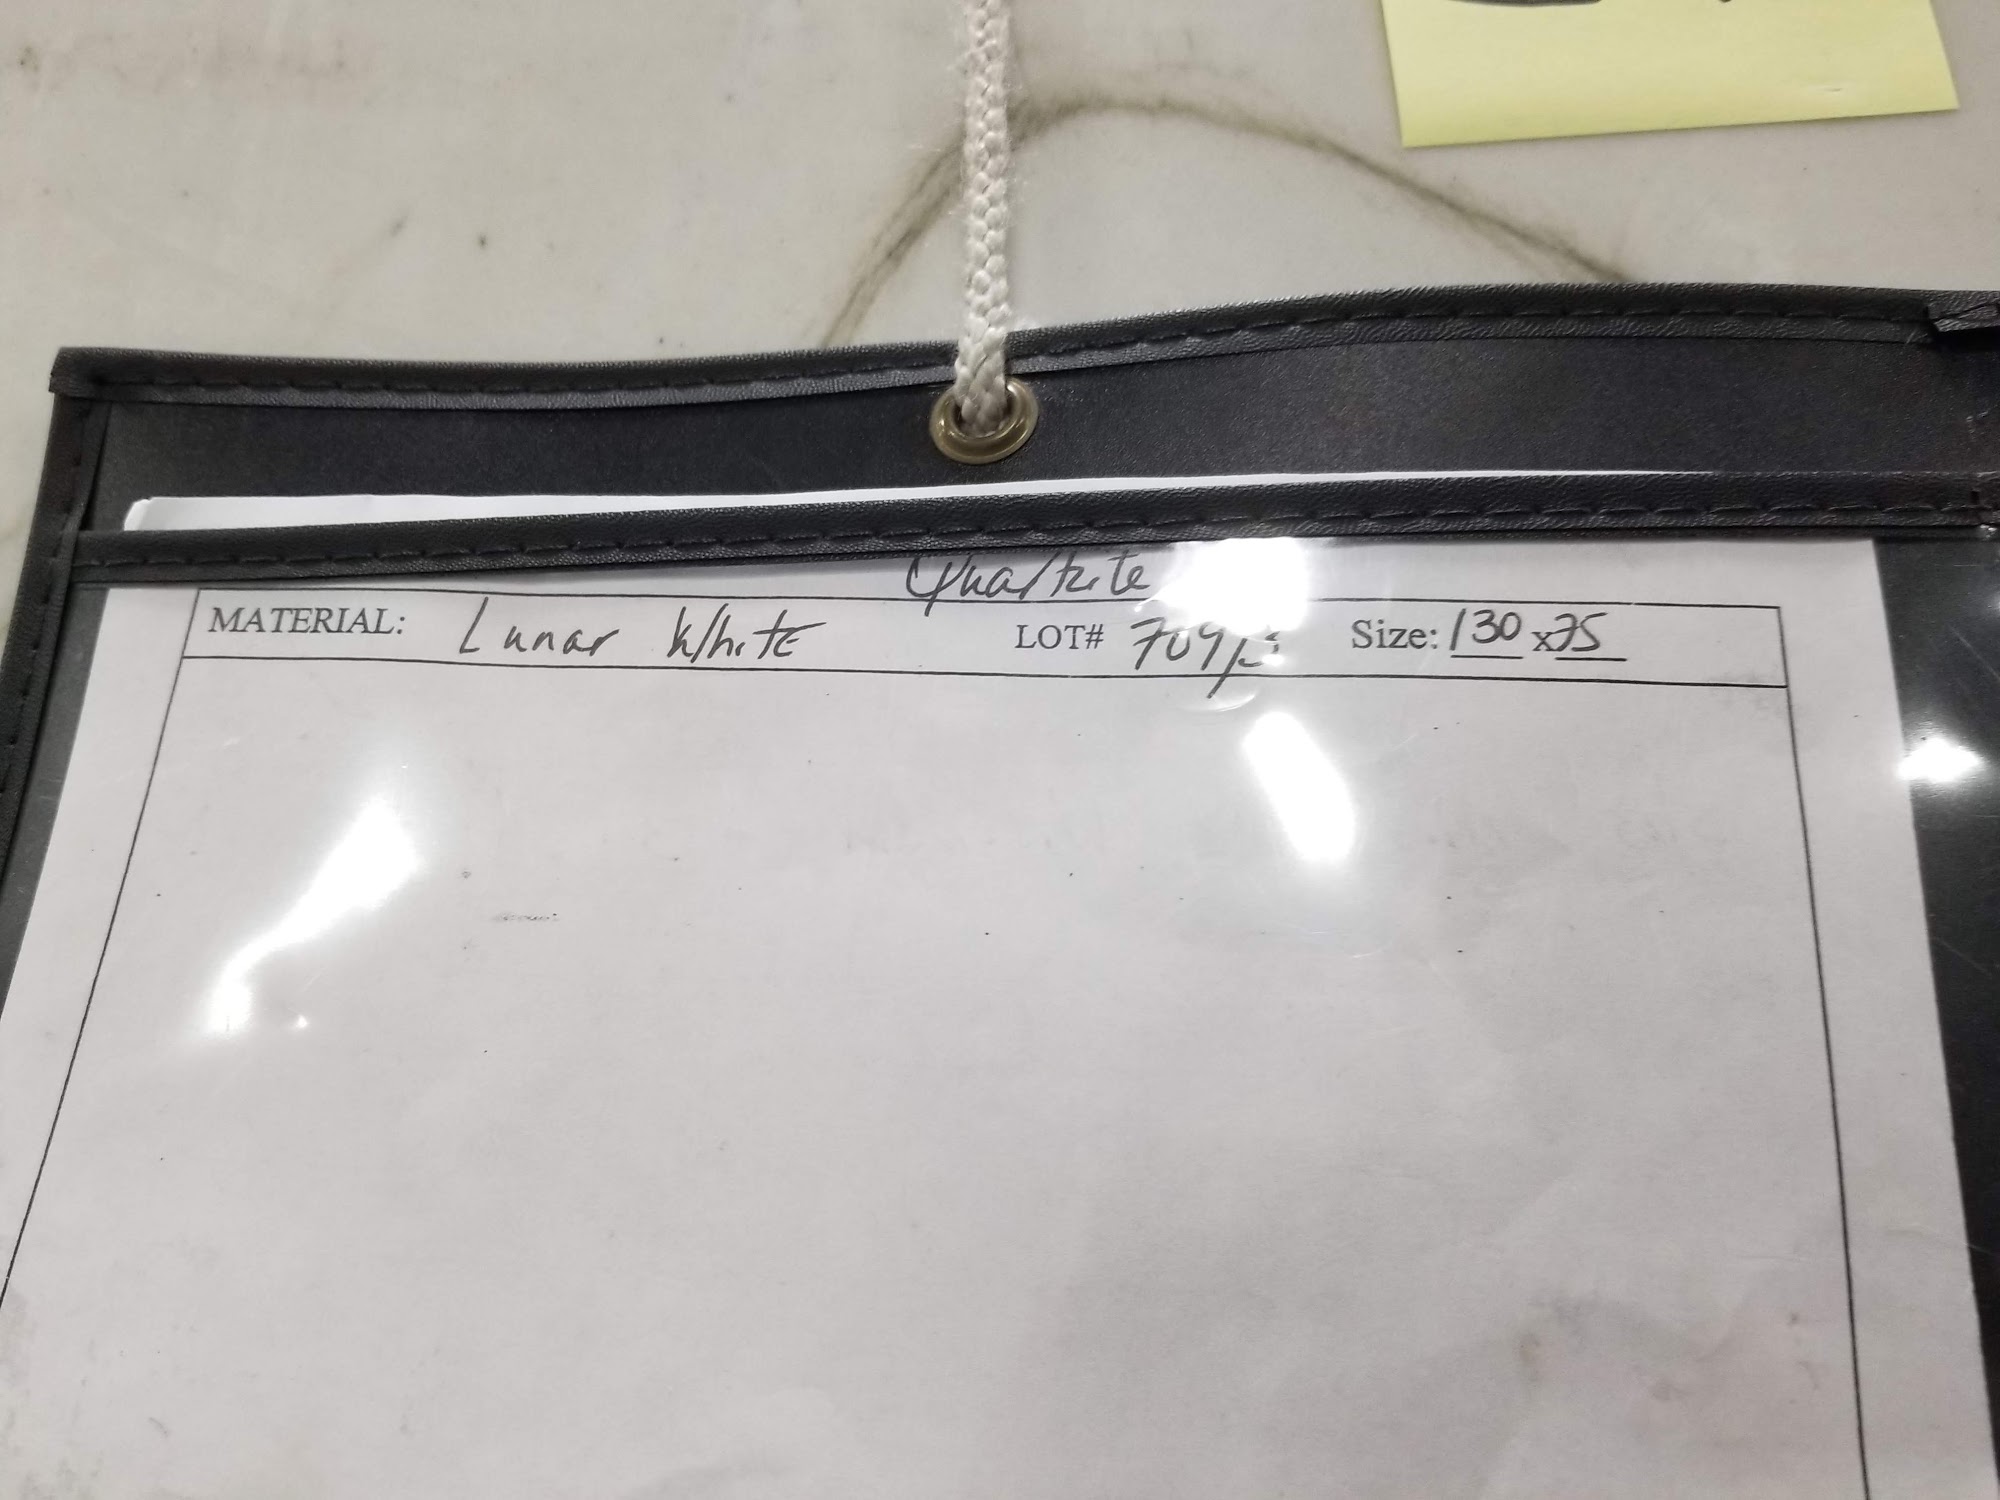 Quartzite
MATERIAL: Lunar White LOT# Size: 130 x 75